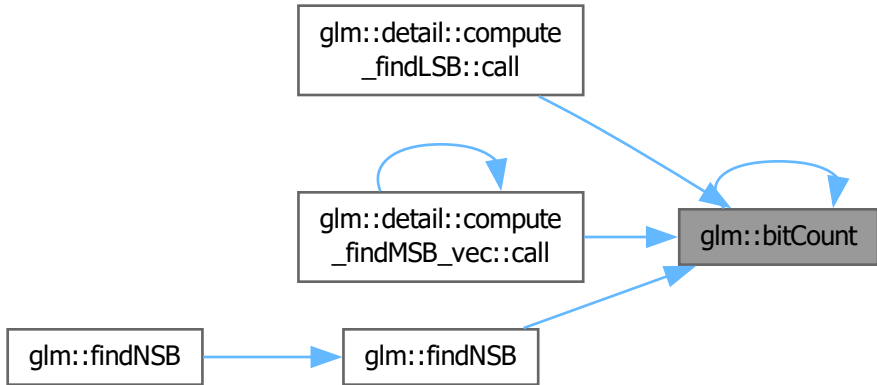 glm::detail::compute
_findLSB::call
glm::detail::compute
_findMSB_vec::call
glm::bitCount
glm::findNSB
glm::findNSB